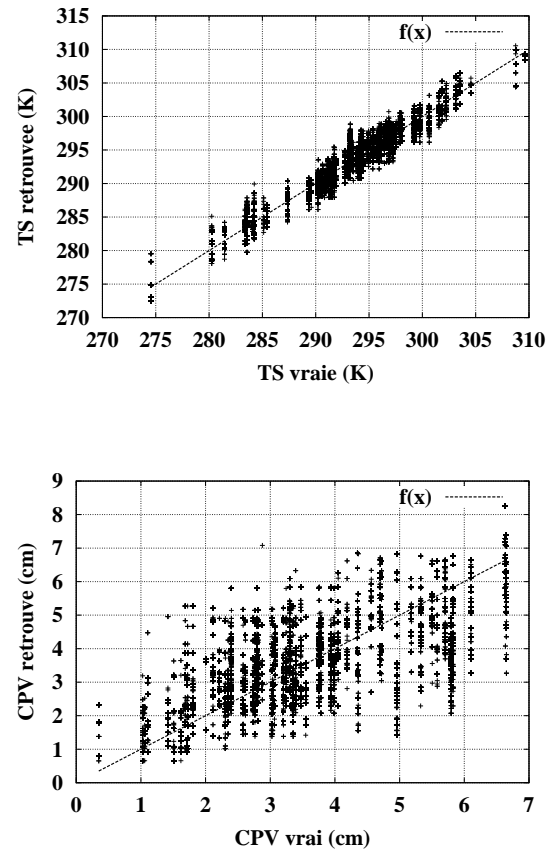 315
310
305
300
295
290
285
280
275
270
TS retrouvee (K)
f(x)
270 275 280 285 290 295 300 305 310
TS vraie (K)
9
8
7
6
5
4
3
2
1
0
CPV retrouve (cm)
f(x)
0 1 2 3 4 5 6 7
CPV vrai (cm)